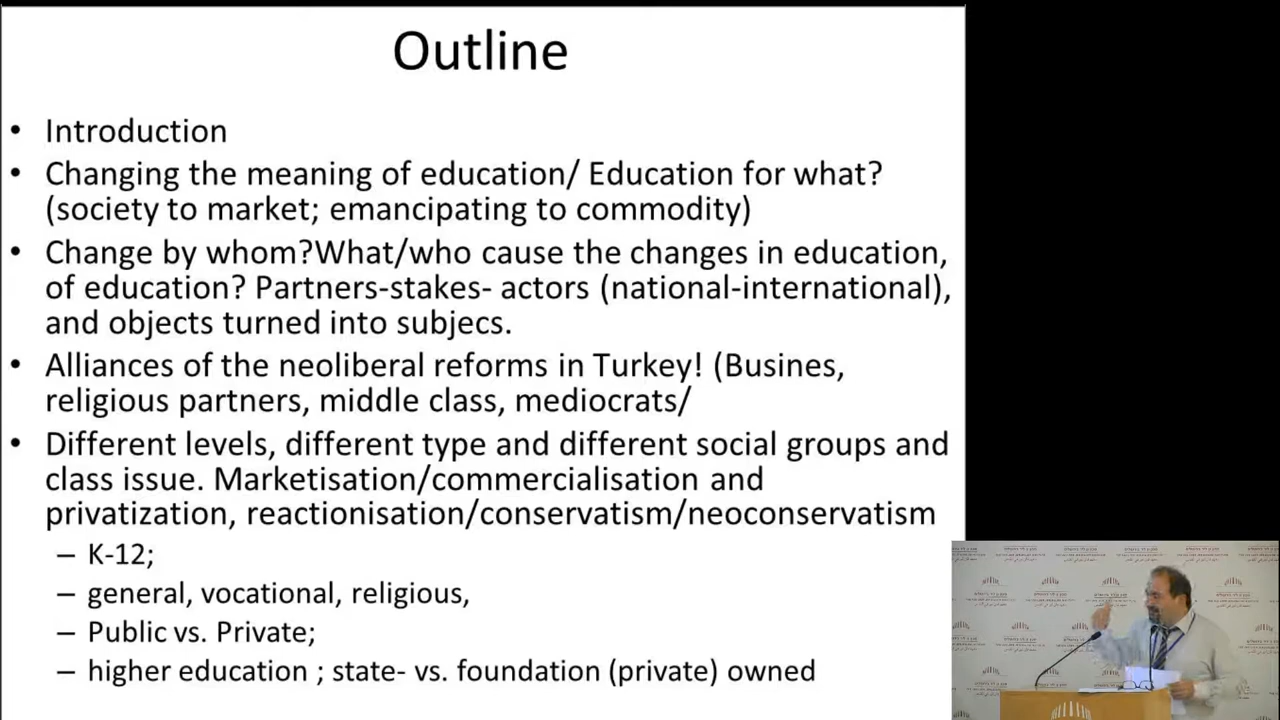 Outline
• Introduction
• Changing the meaning of education/ Education for what?
(society to market; emancipating to commodity)
• Change by whom?What/who cause the changes in education,
of education? Partners-stakes- actors (national-international),
and objects turned into subjecs.
• Alliances of the neoliberal reforms in Turkey! (Busines,
religious partners, middle class, mediocrats/
• Different levels, different type and different social groups and
class issue. Marketisation/commercialisation and
privatization, reactionisation/conservatism/neoconservatism
– K-12;
– general, vocational, religious,
– Public vs. Private;
– higher education ; state- vs. foundation (private) owned